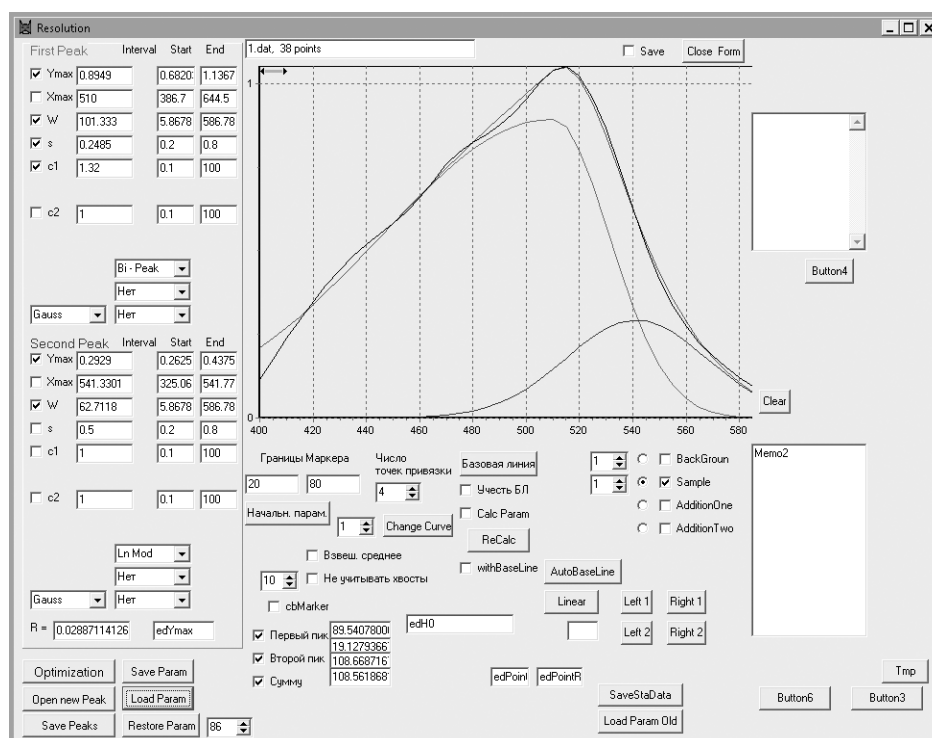 Resolution
First Peak Interval Start End
Ymax 0.8949 0.6820 1.1367
Xmax 510 386.7 644.5
W 101.333 5.8678 586.78
s 0.2485 0.2 0.8
c1 1.32 0.1 100
c2 1 0.1 100
Bi - Peak
Нет
Gauss Нет
Second Peak Interval Start End
Ymax 0.2929 0.2625 0.4375
Xmax 541.3301 325.06 541.77
W 62.7118 5.8678 586.78
s 0.5 0.2 0.8
c1 1 0.1 100
c2 1 0.1 100
Ln Mod
Нет
Gauss Нет
R = 0.02887114126 edYmax
Optimization Save Param
Open new Peak Load Param
Save Peaks Restore Param 86
1.dat, 38 points Save Close Form
1
0
400 420 440 460 480 500 520 540 560 580
Button4
Clear
Границы Маркера
20 80
Число
точек привязки
4
Базовая линия
Учесть БЛ
Calc Param
ReCalc
withBaseLine
Начальн. парам. 1 Change Curve
Взвеш. среднее
10 Не учитывать хвосты
cbMarker
1 BackGroun
1 Sample
AdditionOne
AdditionTwo
AutoBaseLine
Linear Left 1 Right 1
Left 2 Right 2
Первый пик 89.5407800
19.1279366
Второй пик 108.668716
Сумму 108.561868
edH0
edPoint edPointR
SaveStaData
Load Param Old
Memo2
Tmp
Button6 Button3